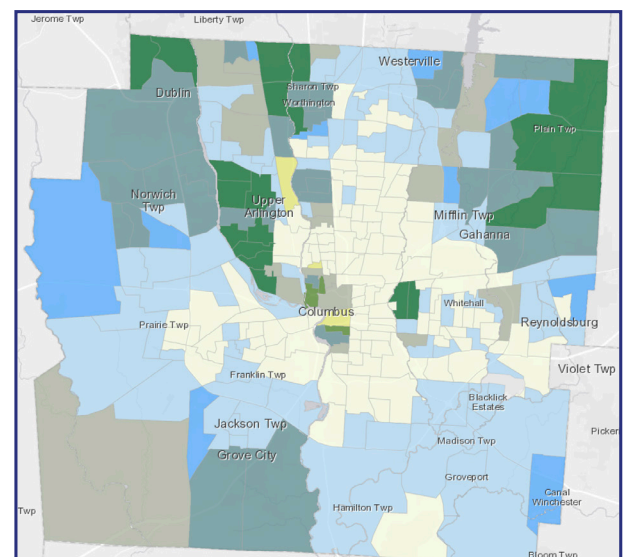 Jerome Twp
Liberty Twp
Westerville
Dublin
Sharon Twp
Worthington
Plain Twp
Norwich
Twp
Upper
Arlington
Mifflin Twp
Gahanna
Columbus
Whitehall
Reynoldsburg
Prairie Twp
Violet Twp
Franklin Twp
Blacklick
Estates
Jackson Twp
Madison Twp
Picker
Grove City
Groveport
Canal
Winchester
Twp
Hamilton Twp
Bloom Twp